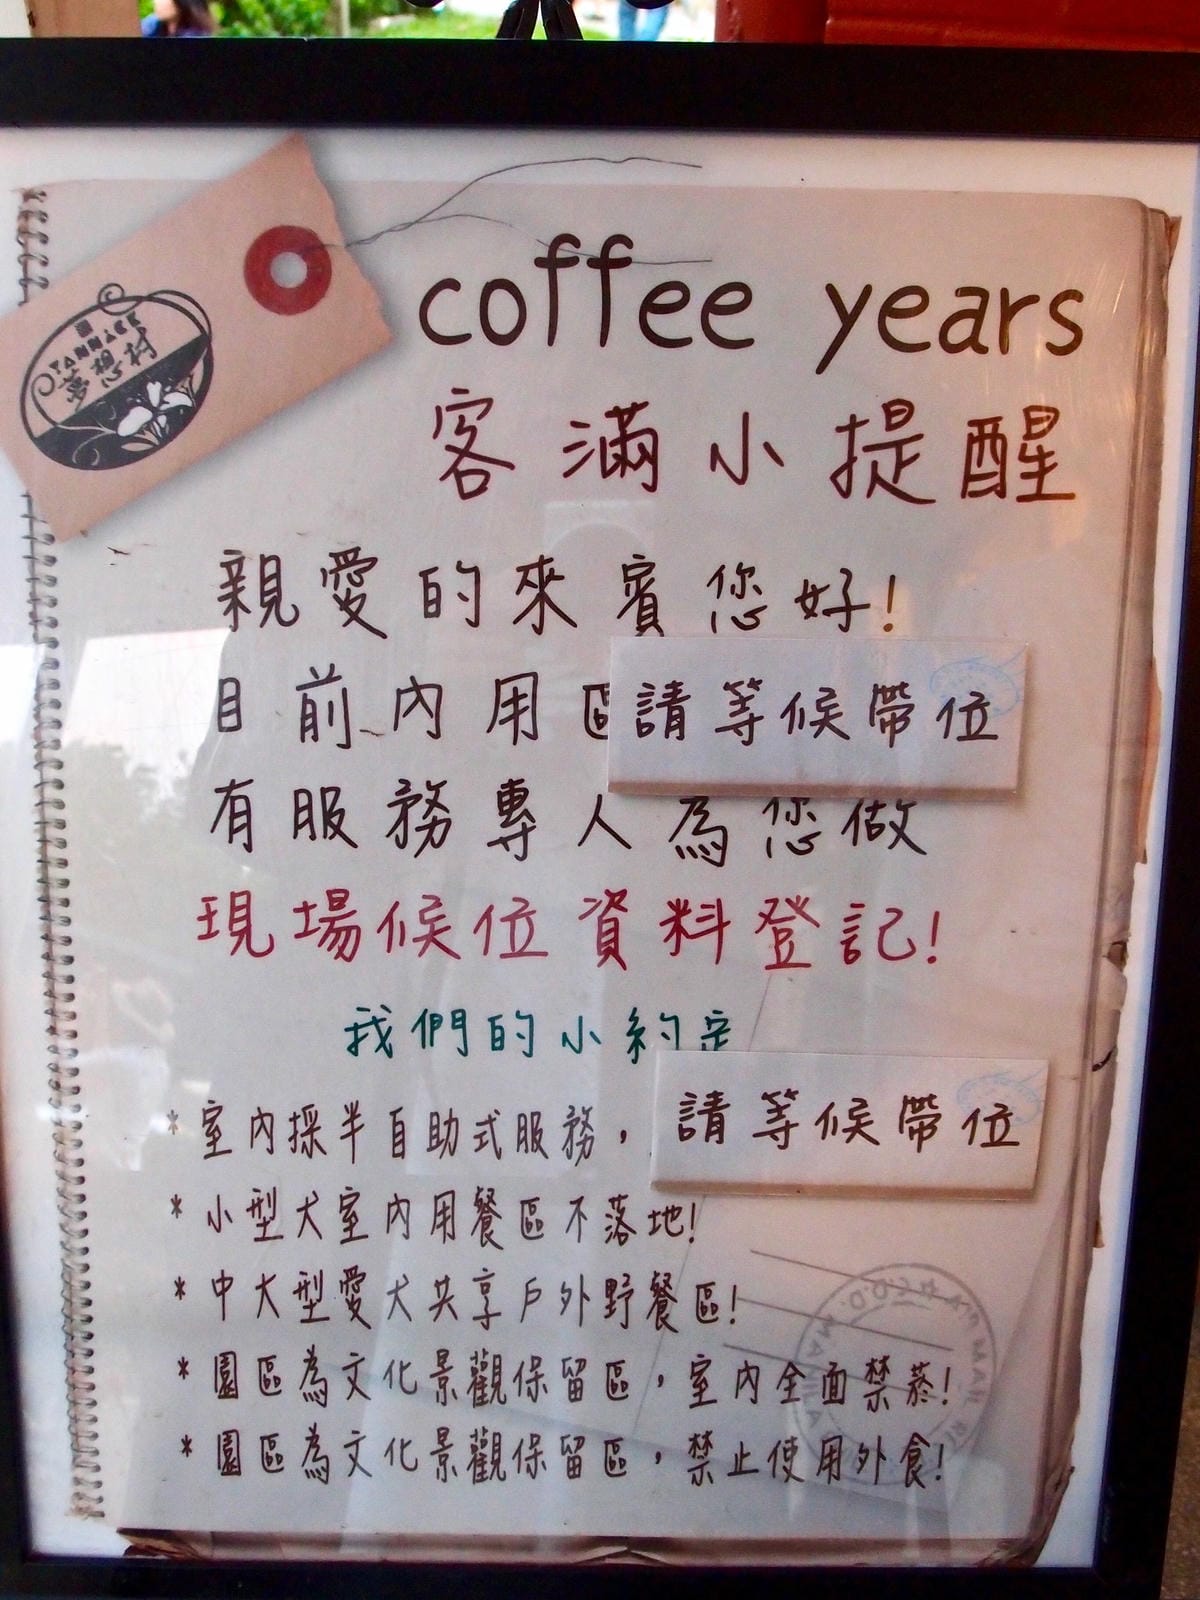 夢想村
coffee years
客滿小提醒
親愛的來賓您好!
目前內用區
請等候帶位
有服務專人為您做
現場候位資料登記!
我們的小約定
*室內採半自助式服務，
請等候帶位
*小型犬室內用餐區不落地!
*中大型愛犬共享戶外野餐區!
*園區為文化景觀保留區，室內全面禁菸!
*園區為文化景觀保留區，禁止使用外食!